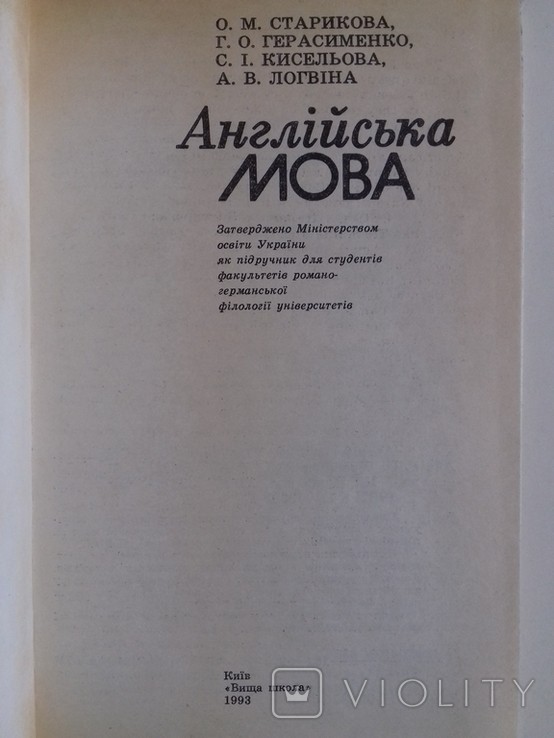 О. М. СТАРИКОВА,
Г. О. ГЕРАСИМЕНКО,
С. І. КИСЕЛЬОВА,
А. В. ЛОГВІНА
Англійська
МОВА
Затверджено Міністерством
освіти України
як підручник для студентів
факультетів романо-
германської
філології університетів
Київ
«Вища школа»
1993
VIOLITY